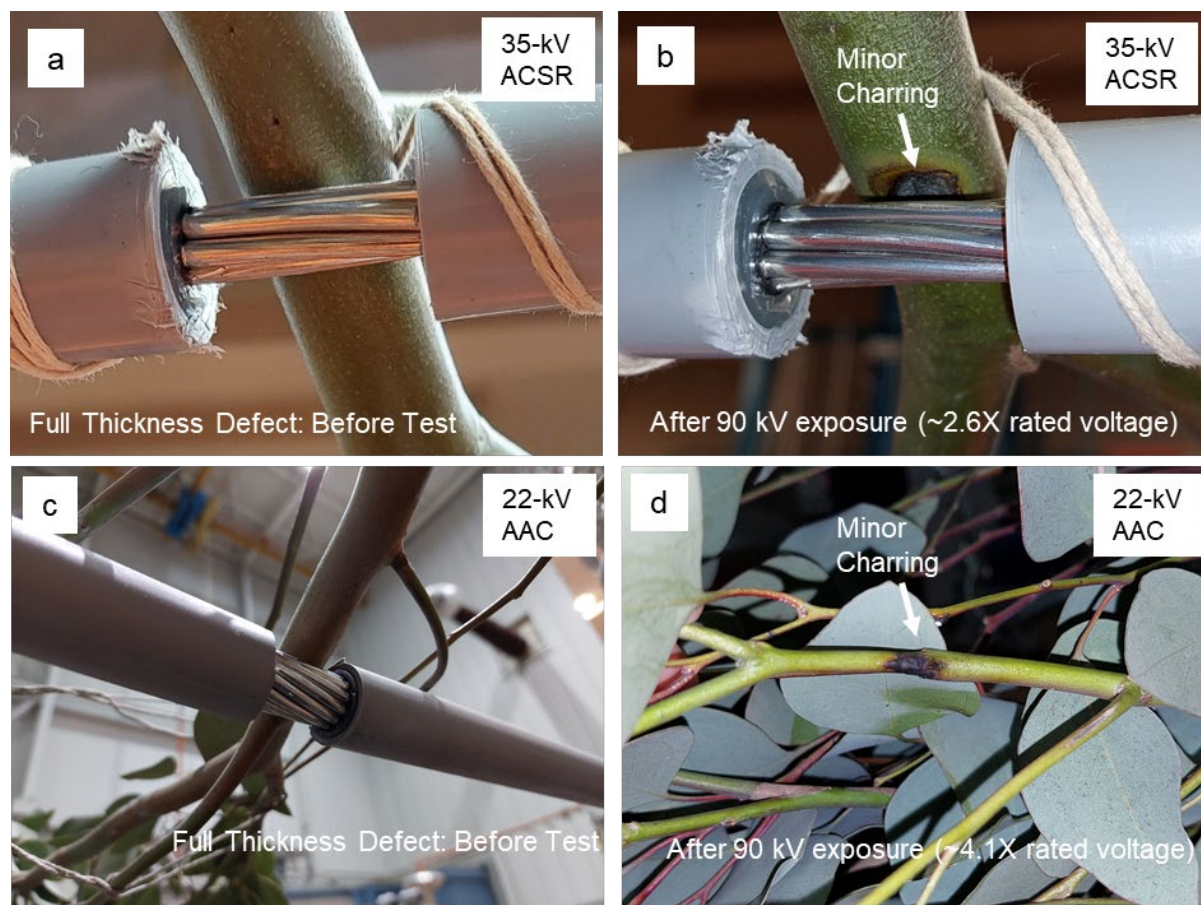 a
35-kV
ACSR
Full Thickness Defect: Before Test
b
Minor
Charring
35-kV
ACSR
After 90 kV exposure (~2.6X rated voltage)
c
22-kV
AAC
Full Thickness Defect: Before Test
d
Minor
Charring
22-kV
AAC
After 90 kV exposure (~4.1X rated voltage)